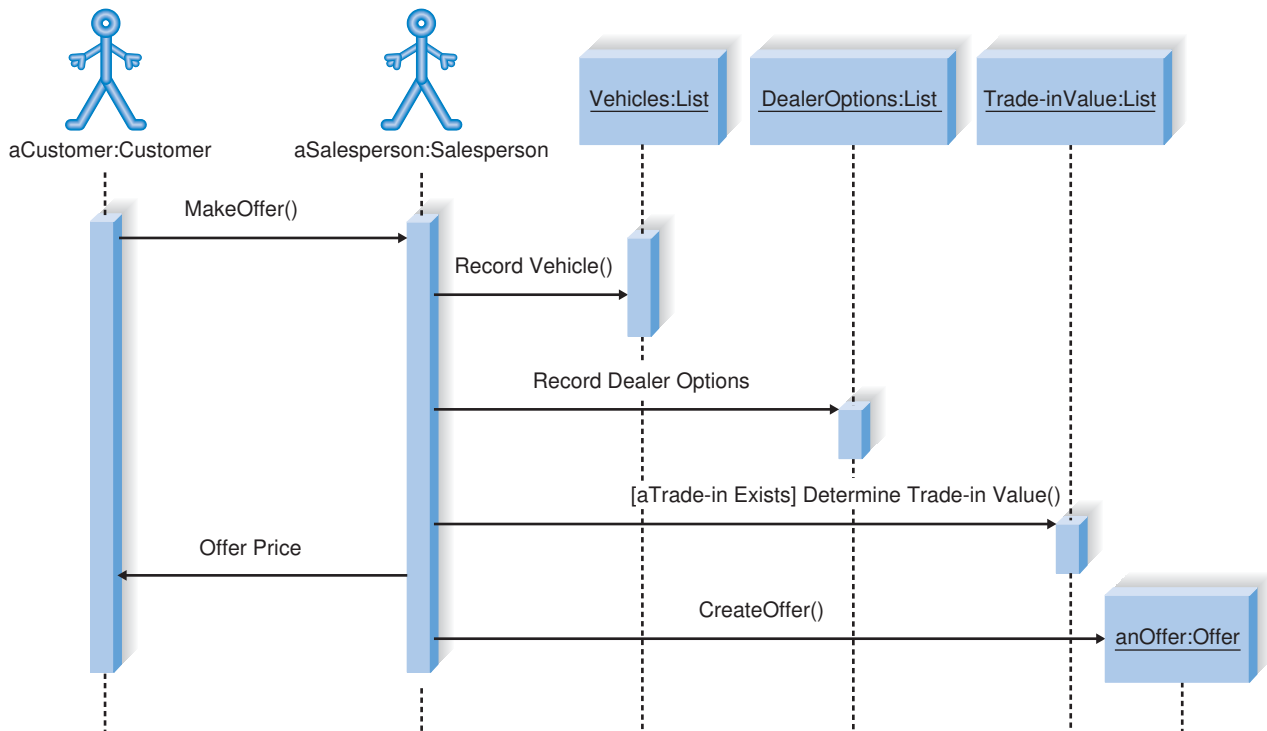 Vehicles:List
DealerOptions:List
Trade-inValue:List
aCustomer:Customer
aSalesperson:Salesperson
MakeOffer()
Record Vehicle()
Record Dealer Options
[aTrade-in Exists] Determine Trade-in Value()
Offer Price
CreateOffer()
anOffer:Offer